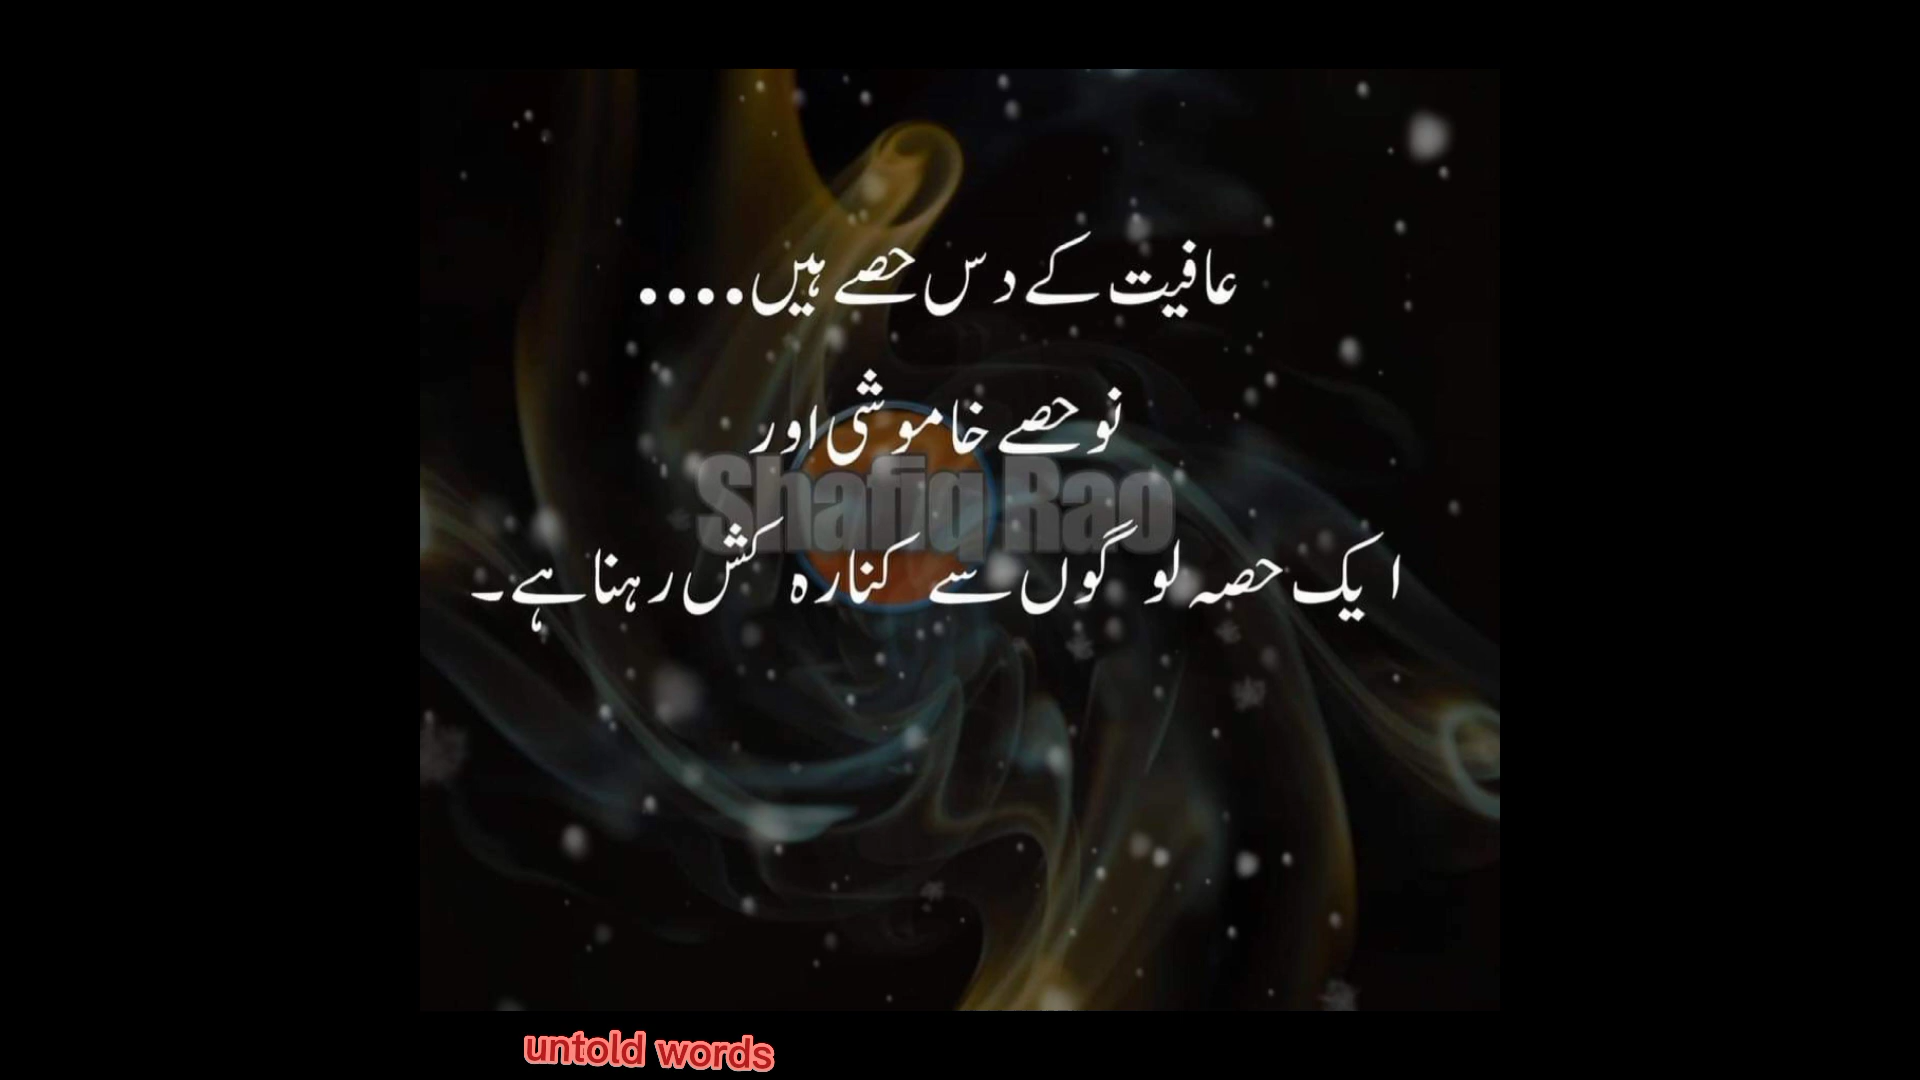 عافیت کے دس حصے ہیں....
نو حصے خاموشی اور
Shafiq Rao
ایک حصہ لوگوں سے کنارہ کش رہنا ہے۔
untold words